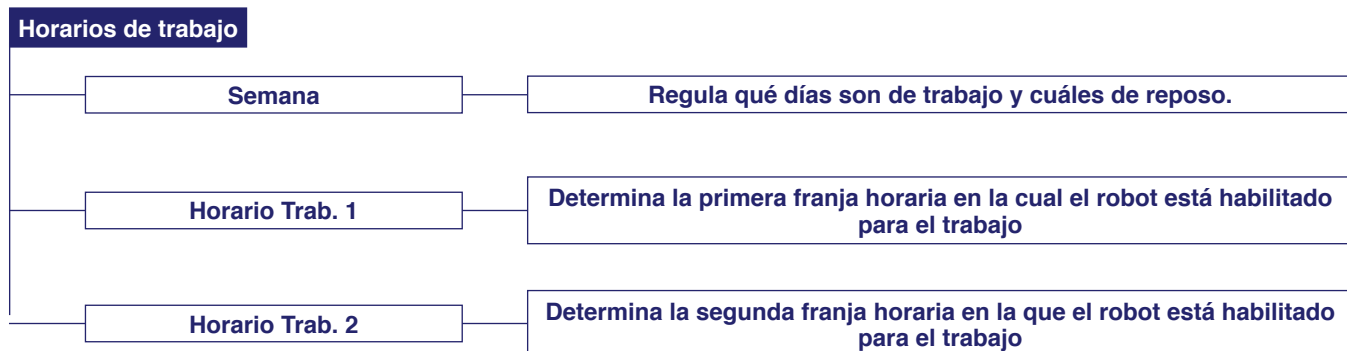 Horarios de trabajo
Semana
Regula qué días son de trabajo y cuáles de reposo.
Horario Trab. 1
Determina la primera franja horaria en la cual el robot está habilitado
para el trabajo
Horario Trab. 2
Determina la segunda franja horaria en la que el robot está habilitado
para el trabajo